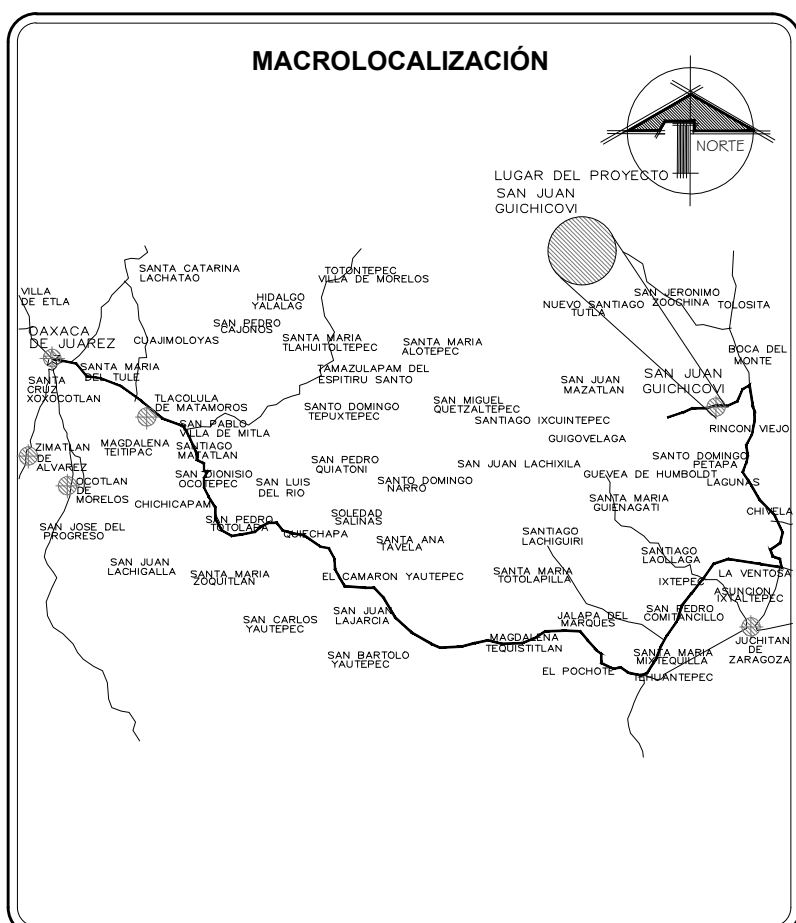 MACROLOCALIZACIÓN
NORTE
LUGAR DEL PROYECTO
SAN JUAN
GUICHICOVI
SANTA CATARINA
LACHATAO
TOTONTEPEC
VILLA DE MORELOS
VILLA
DE ETLA
HIDALGO
YALALAG
SAN JERONIMO
ZOOCHINA
NUEVO SANTIAGO
TUTLA
TOLOSITA
OAXACA
DE JUAREZ
CUAJIMOLOYAS
SAN PEDRO
CAJONOS
SANTA MARIA
TLAHUITOLTEPEC
SANTA MARIA
ALOTEPEC
BOCA DEL
MONTE
SANTA MARIA
DEL TULE
TAMAZULAPAM DEL
ESPITIRU SANTO
SAN JUAN
MAZATLAN
SAN JUAN
GUICHICOVI
SANTA
CRUZ
XOXOCOTLAN
TLACOLULA
DE MATAMOROS
SANTO DOMINGO
TEPUXTEPEC
SAN MIGUEL
QUETZALTEPEC
SANTIAGO IXCUINTEPEC
SAN PABLO
VILLA DE MITLA
RINCON VIEJO
ZIMATLAN
DE
ALVAREZ
MAGDALENA
TEITIPAC
SANTIAGO
MATATLAN
GUIGOVELAGA
SAN PEDRO
QUIATONI
SAN JUAN LACHIXILA
SANTO DOMINGO
PETAPA
LAGUNAS
OCOTLAN
DE
MORELOS
SAN DIONISIO
OCOTEPEC
SAN LUIS
DEL RIO
SANTO DOMINGO
NARRO
GUEVEA DE HUMBOLDT
CHICHICAPAM
SANTA MARIA
GUIENAGATI
CHIVELA
SAN JOSE DEL
PROGRESO
SAN PEDRO
TOTOLAPA
QUIECHAPA
SOLEDAD
SALINAS
SANTA ANA
TAVELA
SANTIAGO
LACHIGUIRI
SANTIAGO
LAOLLAGA
SAN JUAN
LACHIGALLA
SANTA MARIA
ZOQUITLAN
EL CAMARON YAUTEPEC
SANTA MARIA
TOTOLAPILLA
IXTEPEC
LA VENTOSA
ASUNCION
IXTALTEPEC
SAN CARLOS
YAUTEPEC
SAN JUAN
LAJARCIA
JALAPA DEL
MARQUES
SAN PEDRO
COMITANCILLO
MAGDALENA
TEQUISTITLAN
JUCHITAN
DE
ZARAGOZA
SAN BARTOLO
YAUTEPEC
SANTA MARIA
MIXTEQUILLA
EL POCHOTE
TEHUANTEPEC